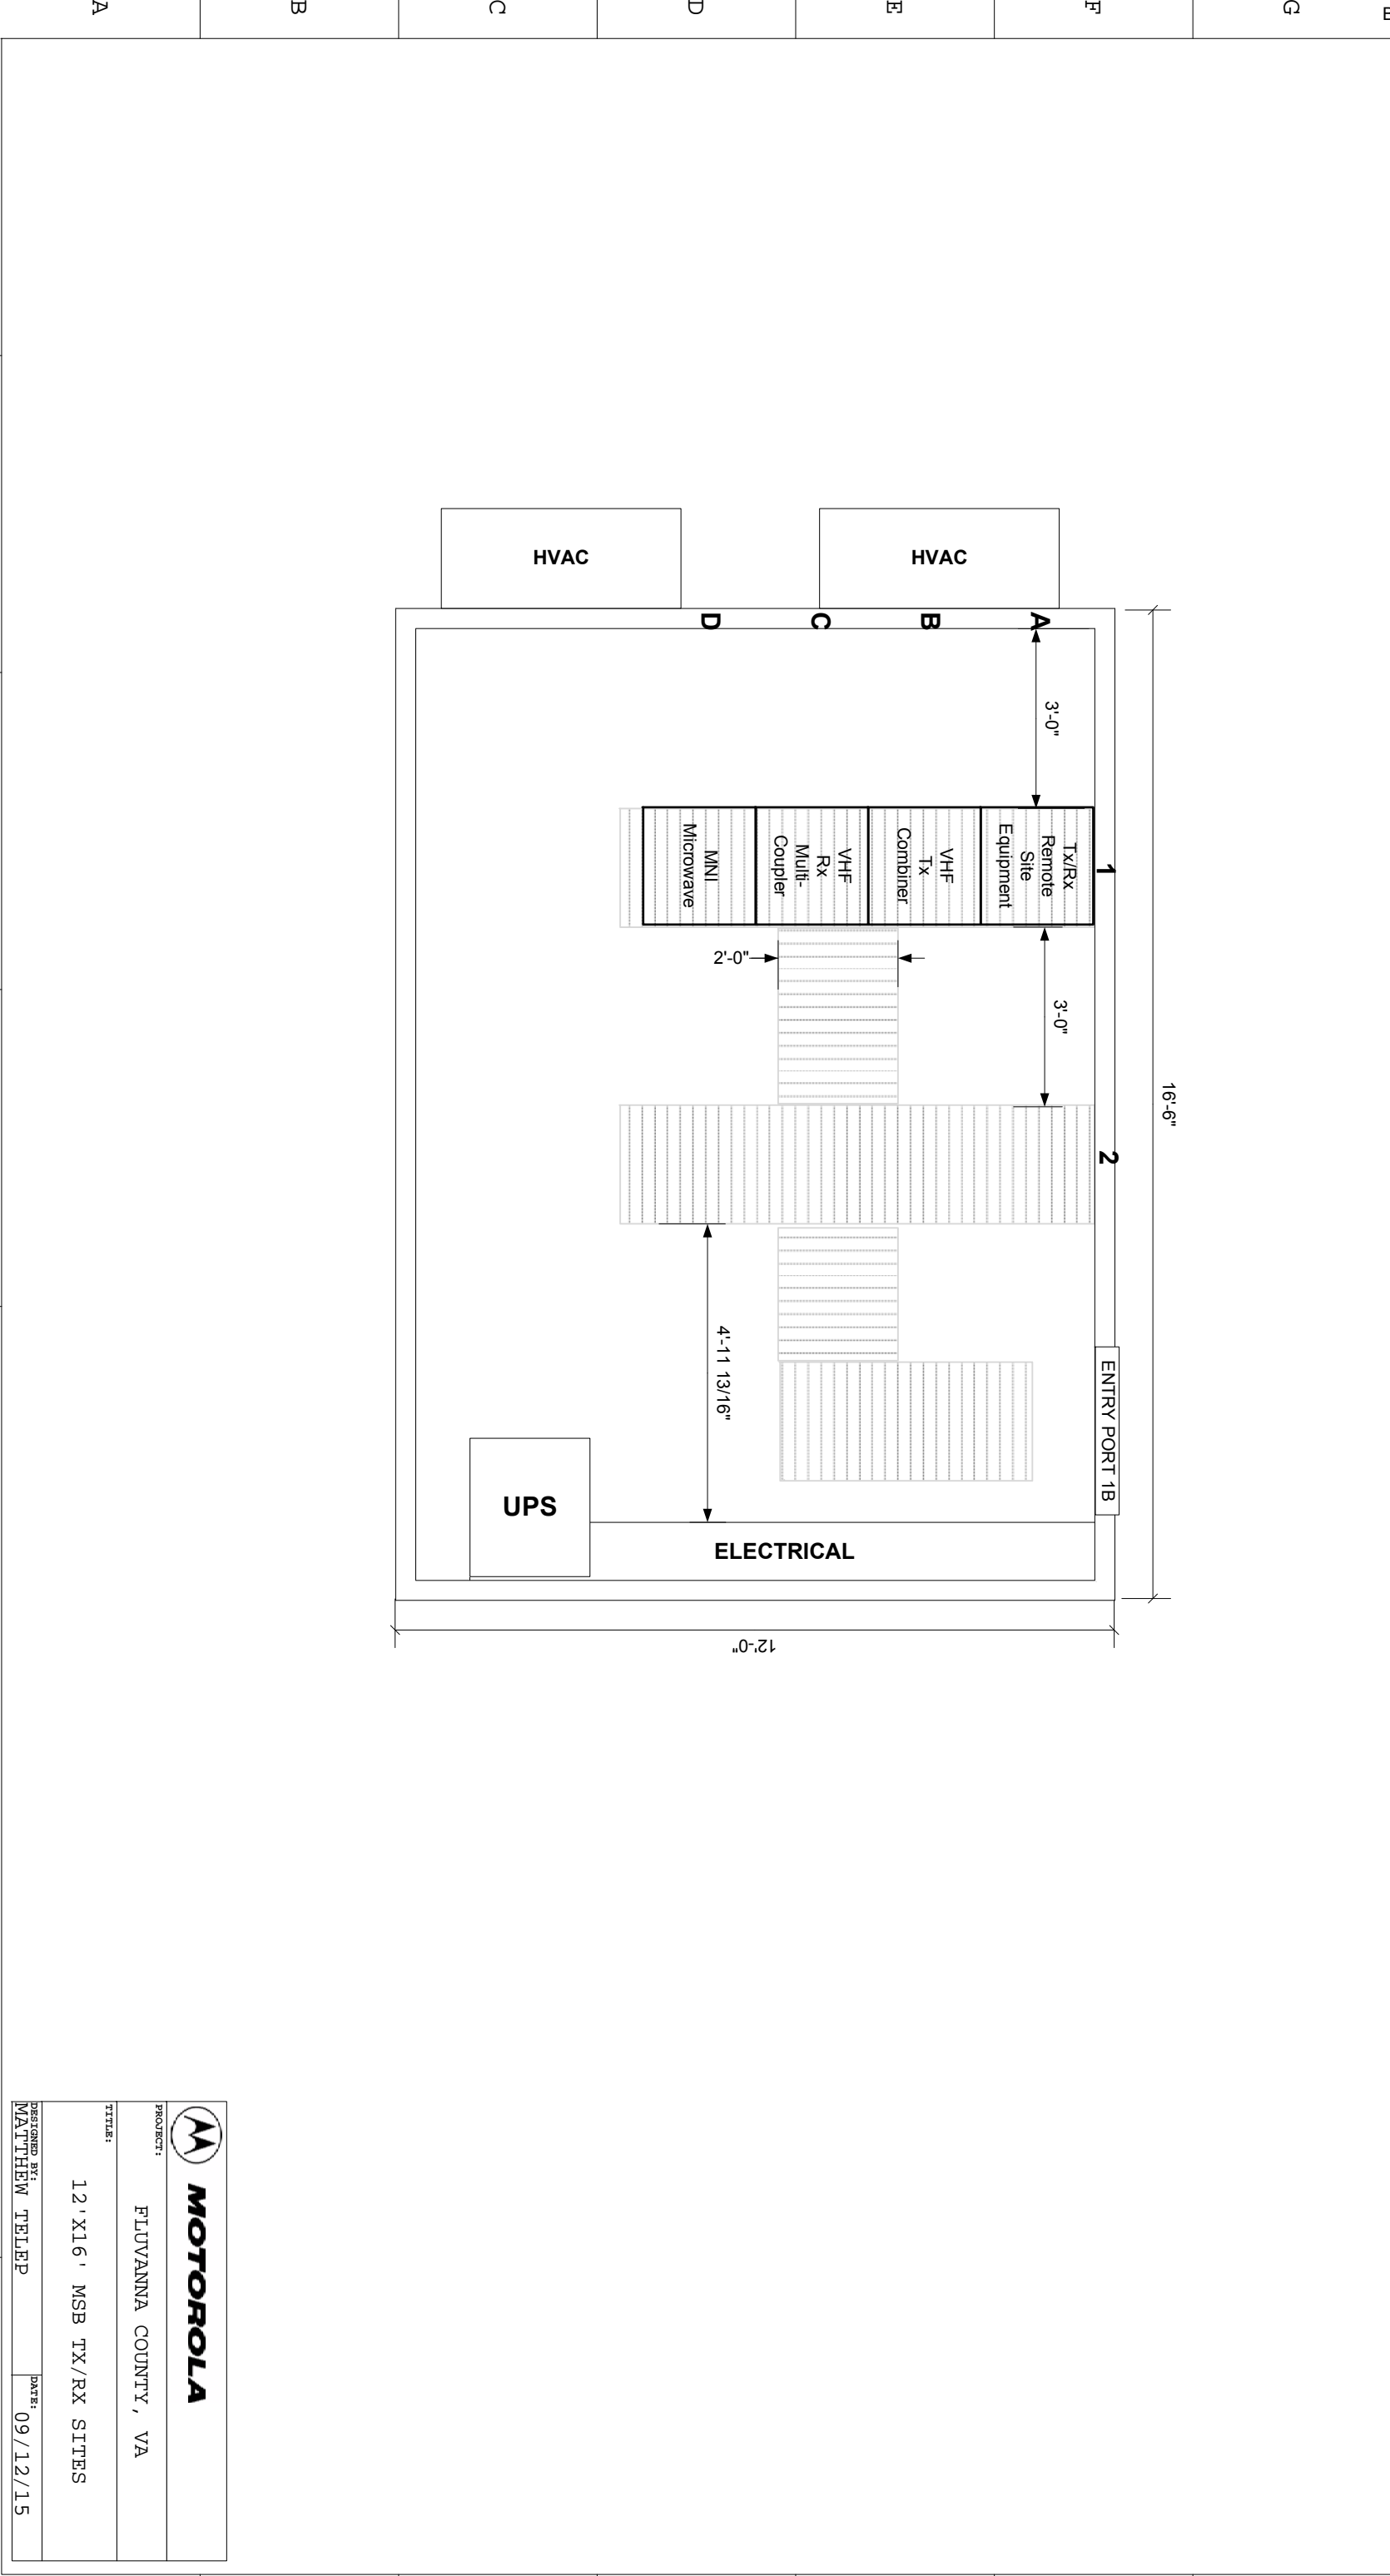 A
B
C
D
E
F
G
HVAC
HVAC
D
C
B
A
3'-0"
1
Tx/Rx
Remote
Site
Equipment
VHF
Tx
Combiner
VHF
Rx
Multi-
Coupler
MNI
Microwave
2'-0"
3'-0"
16'-6"
2
4'-11 13/16"
ENTRY PORT 1B
UPS
ELECTRICAL
12'-0"
MOTOROLA
PROJECT:
FLUVANNA COUNTY, VA
TITLE:
12'X16' MSB TX/RX SITES
DESIGNED BY:
MATTHEW TELEP
DATE:
09/12/15